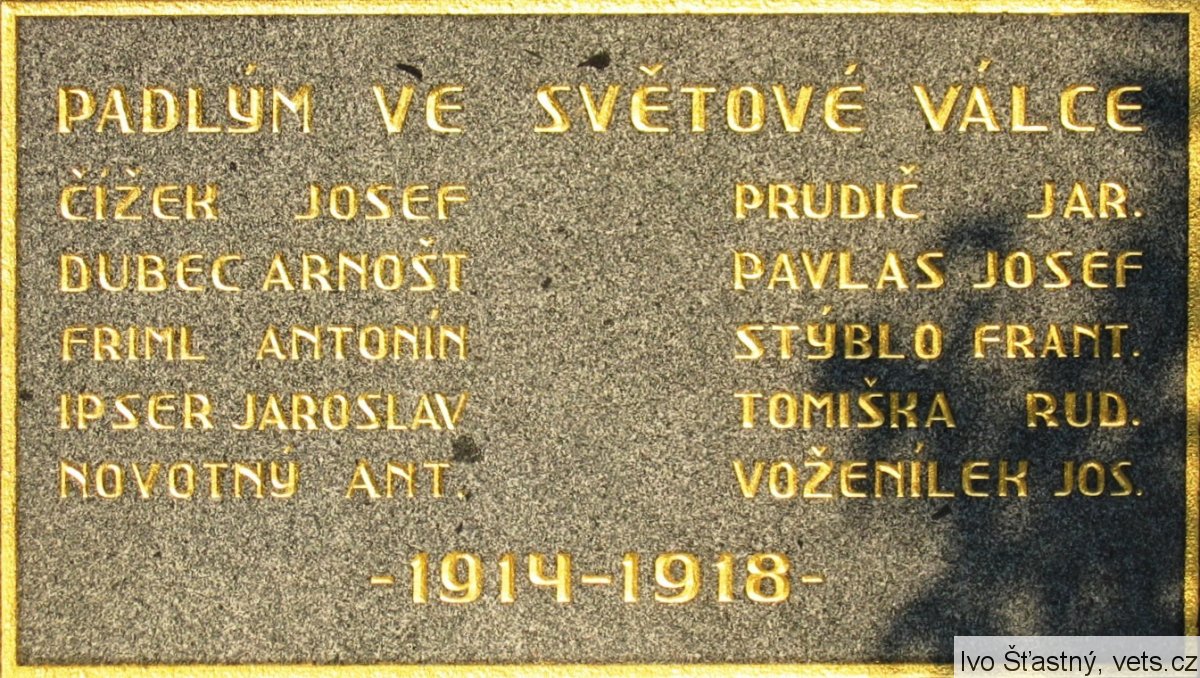 PADLÝM VE SVĚTOVÉ VÁLCE
ČÍŽEK JOSEF
DUBEC ARNOŠT
FRIML ANTONÍN
IPSER JAROSLAV
NOVOTNÝ ANT.
PRUDIČ JAR.
PAVLAS JOSEF
STÝBLO FRANT.
TOMIŠKA RUD.
VOŽENÍLEK JOS.
-1914-1918-
Ivo Šťastný, vets.cz